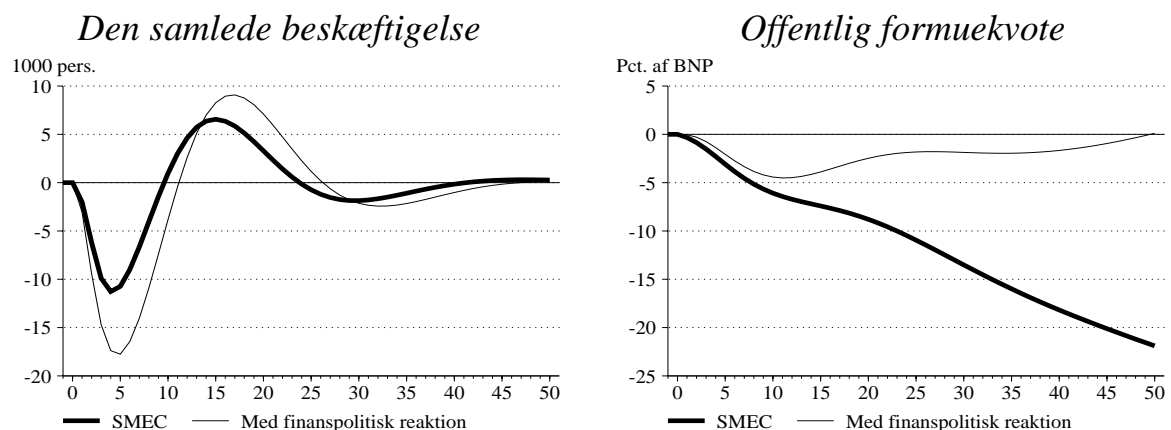 Den samlede beskæftigelse
1000 pers.
10
5
0
-5
-10
-15
-20
0 5 10 15 20 25 30 35 40 45 50
SMEC Med finanspolitisk reaktion
Offentlig formuekvote
Pct. af BNP
5
0
-5
-10
-15
-20
-25
0 5 10 15 20 25 30 35 40 45 50
SMEC Med finanspolitisk reaktion